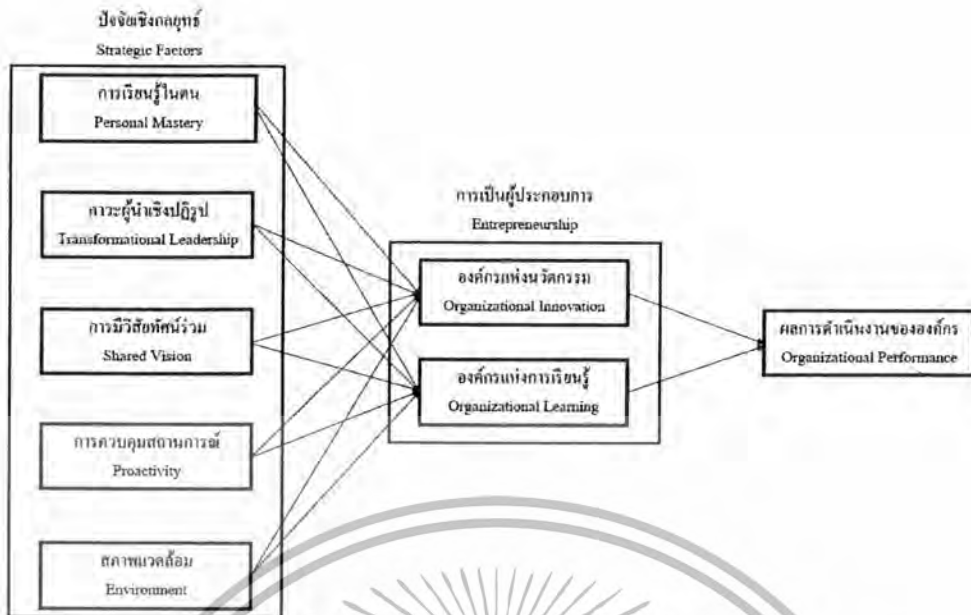 ปัจจัยเชิงกลยุทธ์
Strategic Factors
การเรียนรู้ในตน
Personal Mastery
ภาวะผู้นำเชิงปฏิรูป
Transformational Leadership
การมีวิสัยทัศน์ร่วม
Shared Vision
การควบคุมสถานการณ์
Proactivity
สภาพแวดล้อม
Environment
การเป็นผู้ประกอบการ
Entrepreneurship
องค์กรแห่งนวัตกรรม
Organizational Innovation
องค์กรแห่งการเรียนรู้
Organizational Learning
ผลการดำเนินงานขององค์กร
Organizational Performance